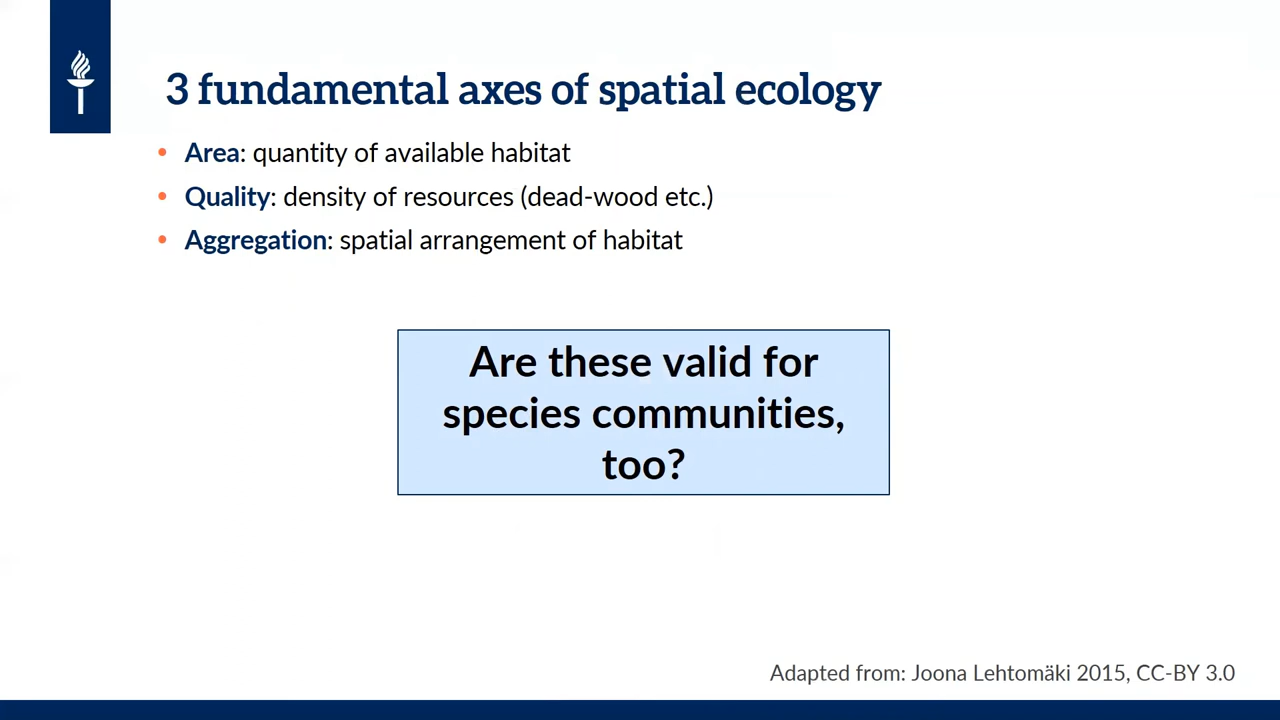 3 fundamental axes of spatial ecology
• Area: quantity of available habitat
• Quality: density of resources (dead-wood etc.)
• Aggregation: spatial arrangement of habitat
Are these valid for
species communities,
too?
Adapted from: Joona Lehtomäki 2015, CC-BY 3.0